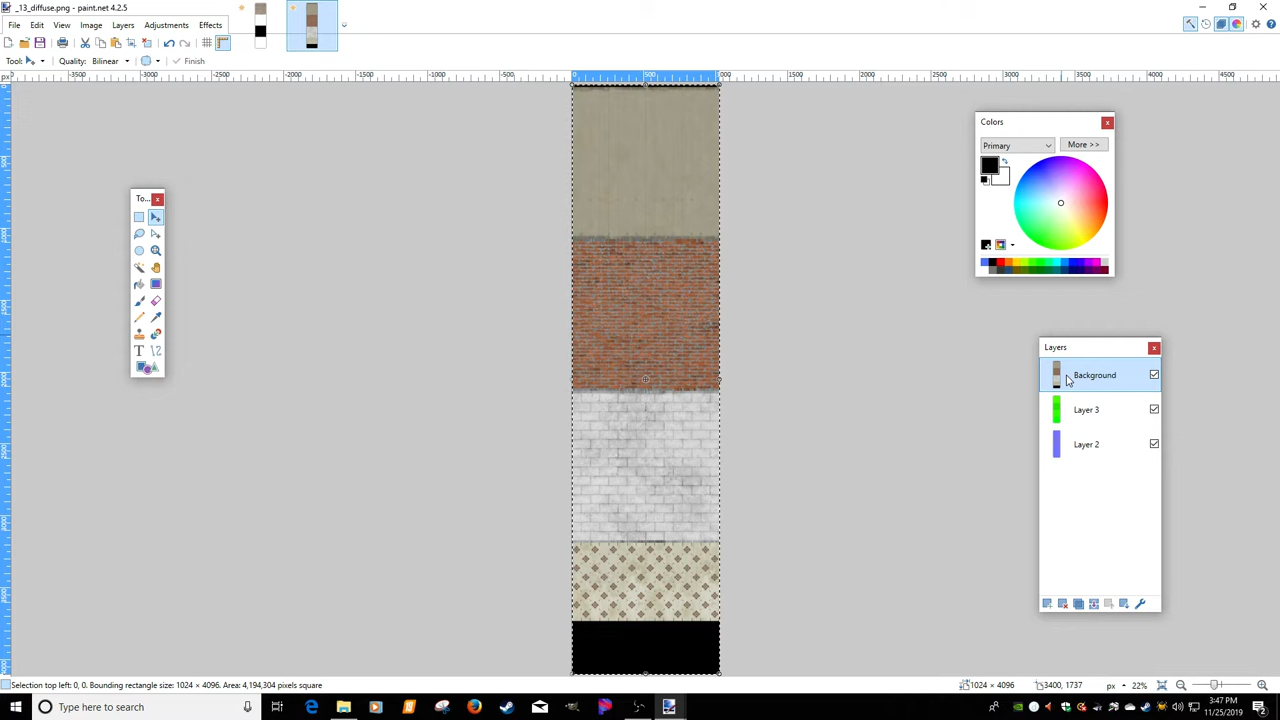 _13_diffuse.png - paint.net 4.2.5
File Edit View Image Layers Adjustments Effects
Tool: Quality: Bilinear Finish
px -3500 -3000 -2500 -2000 -1500 -1000 -500 0 500 000 1500 2000 2500 3000 3500 4000 4500
To...
Colors
Primary More >>
Layers
Background
Layer 3
Layer 2
Selection top left: 0, 0. Bounding rectangle size: 1024 × 4096. Area: 4,194,304 pixels square
1024 × 4096 3400, 1737 px 22%
Type here to search
3:47 PM
11/25/2019